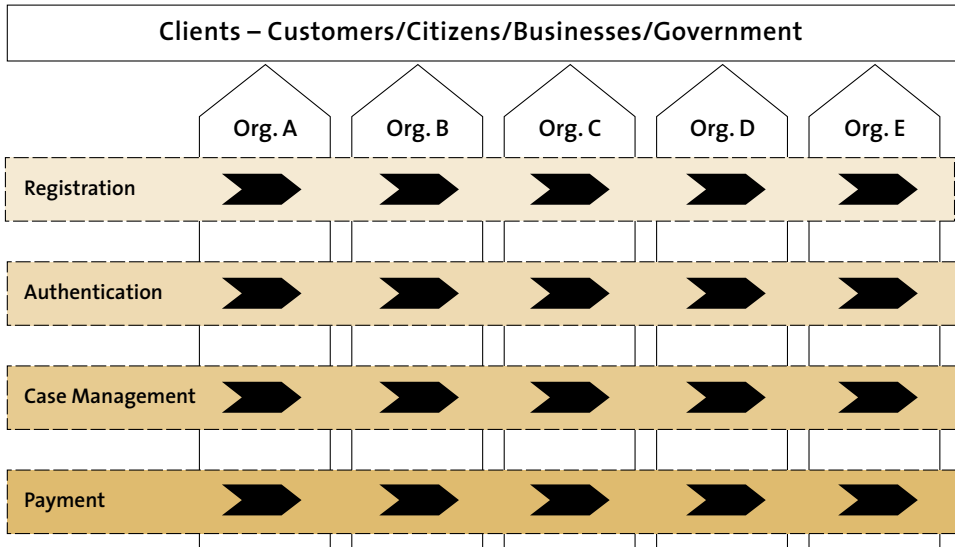 Clients – Customers/Citizens/Businesses/Government
Org. A Org. B Org. C Org. D Org. E
Registration
Authentication
Case Management
Payment